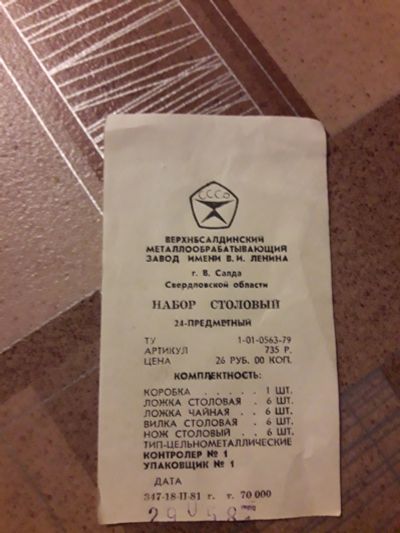 СССР
ВЕРХНЕСАЛДИНСКИЙ
МЕТАЛЛООБРАБАТЫВАЮЩИЙ
ЗАВОД ИМЕНИ В. И. ЛЕНИНА
г. В. Салда
Свердловской области
НАБОР СТОЛОВЫЙ
24-ПРЕДМЕТНЫЙ
ТУ 1-01-0563-79
АРТИКУЛ 735 Р.
ЦЕНА 26 РУБ. 00 КОП.
КОМПЛЕКТНОСТЬ:
КОРОБКА . . . . . 1 ШТ.
ЛОЖКА СТОЛОВАЯ . 6 ШТ.
ЛОЖКА ЧАЙНАЯ . . 6 ШТ.
ВИЛКА СТОЛОВАЯ . 6 ШТ.
НОЖ СТОЛОВЫЙ . . 6 ШТ.
ТИП-ЦЕЛЬНОМЕТАЛЛИЧЕСКИЕ
КОНТРОЛЕР № 1
УПАКОВЩИК № 1
ДАТА
347-18-II-81 г. т. 70 000